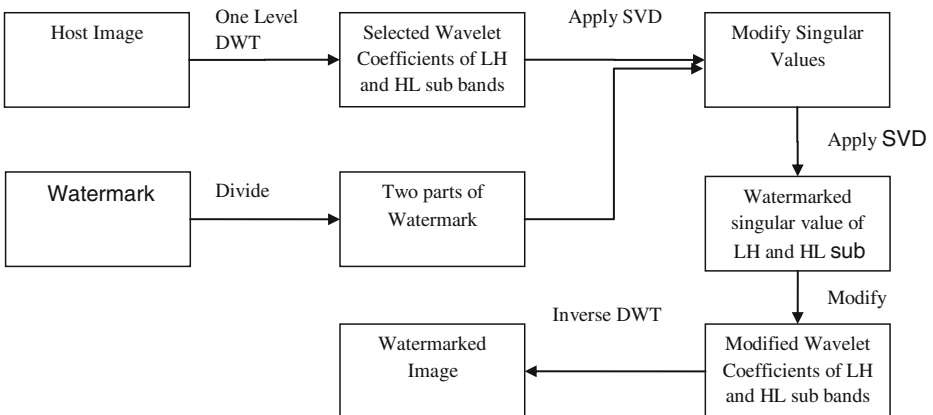 Host Image
One Level
DWT
Selected Wavelet
Coefficients of LH
and HL sub bands
Apply SVD
Modify Singular
Values
Apply SVD
Watermark
Divide
Two parts of
Watermark
Watermarked
singular value of
LH and HL sub
Modify
Inverse DWT
Watermarked
Image
Modified Wavelet
Coefficients of LH
and HL sub bands